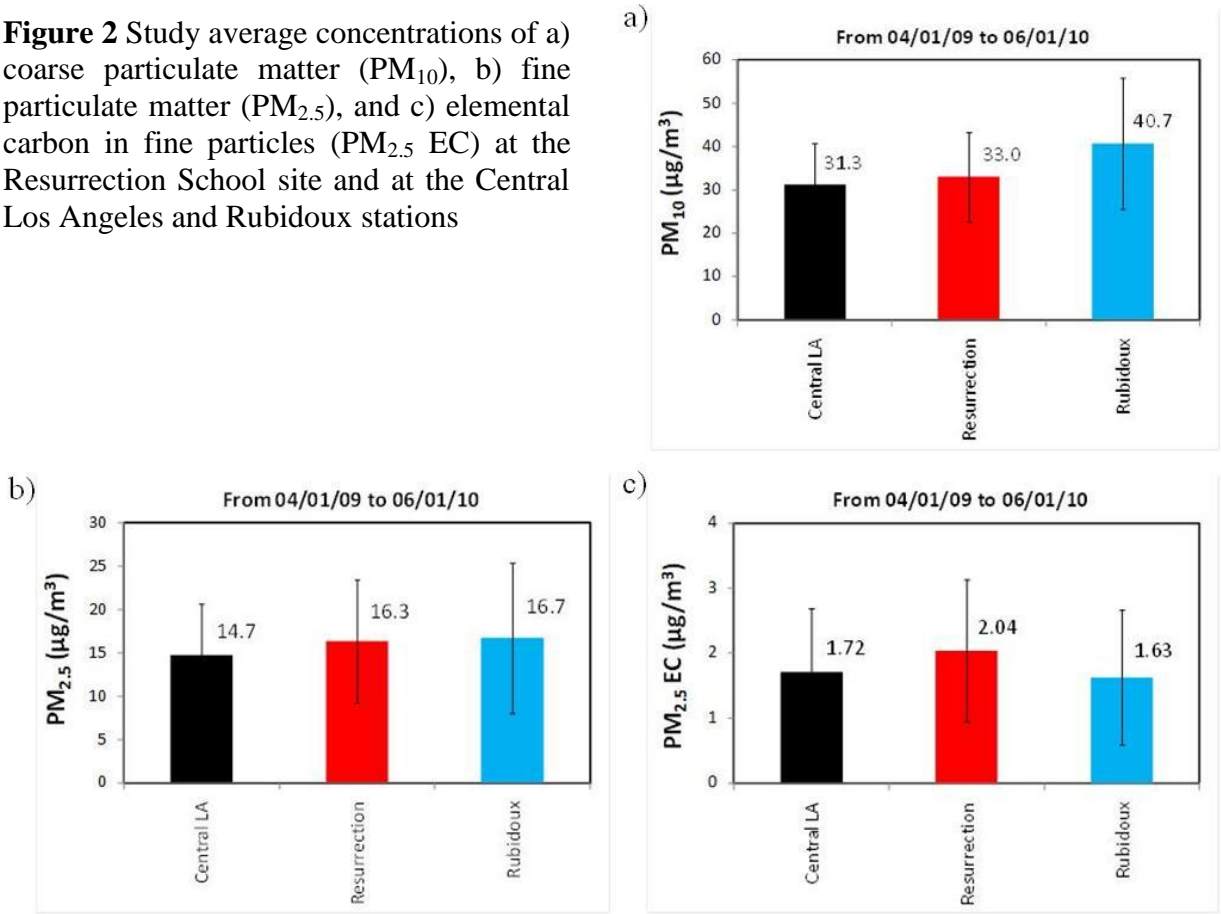 Figure 2 Study average concentrations of a)
coarse particulate matter (PM10), b) fine
particulate matter (PM2.5), and c) elemental
carbon in fine particles (PM2.5 EC) at the
Resurrection School site and at the Central
Los Angeles and Rubidoux stations
a)
From 04/01/09 to 06/01/10
PM10 (µg/m³)
60
50
40
30
20
10
0
31.3
33.0
40.7
Central LA
Resurrection
Rubidoux
b)
From 04/01/09 to 06/01/10
PM2.5 (µg/m³)
30
25
20
15
10
5
0
14.7
16.3
16.7
Central LA
Resurrection
Rubidoux
c)
From 04/01/09 to 06/01/10
PM2.5 EC (µg/m³)
4
3
2
1
0
1.72
2.04
1.63
Central LA
Resurrection
Rubidoux